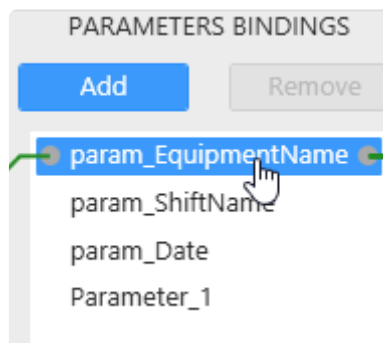 PARAMETERS BINDINGS
Add Remove
param_EquipmentName
param_ShiftName
param_Date
Parameter_1